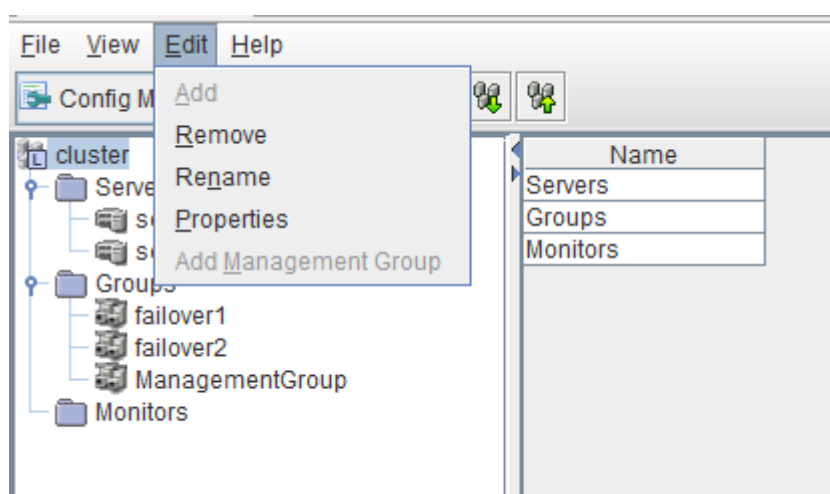 File View Edit Help
Config M
Add
Remove
Rename
Properties
Add Management Group
cluster
Serve
s
s
Groups
failover1
failover2
ManagementGroup
Monitors
Name
Servers
Groups
Monitors